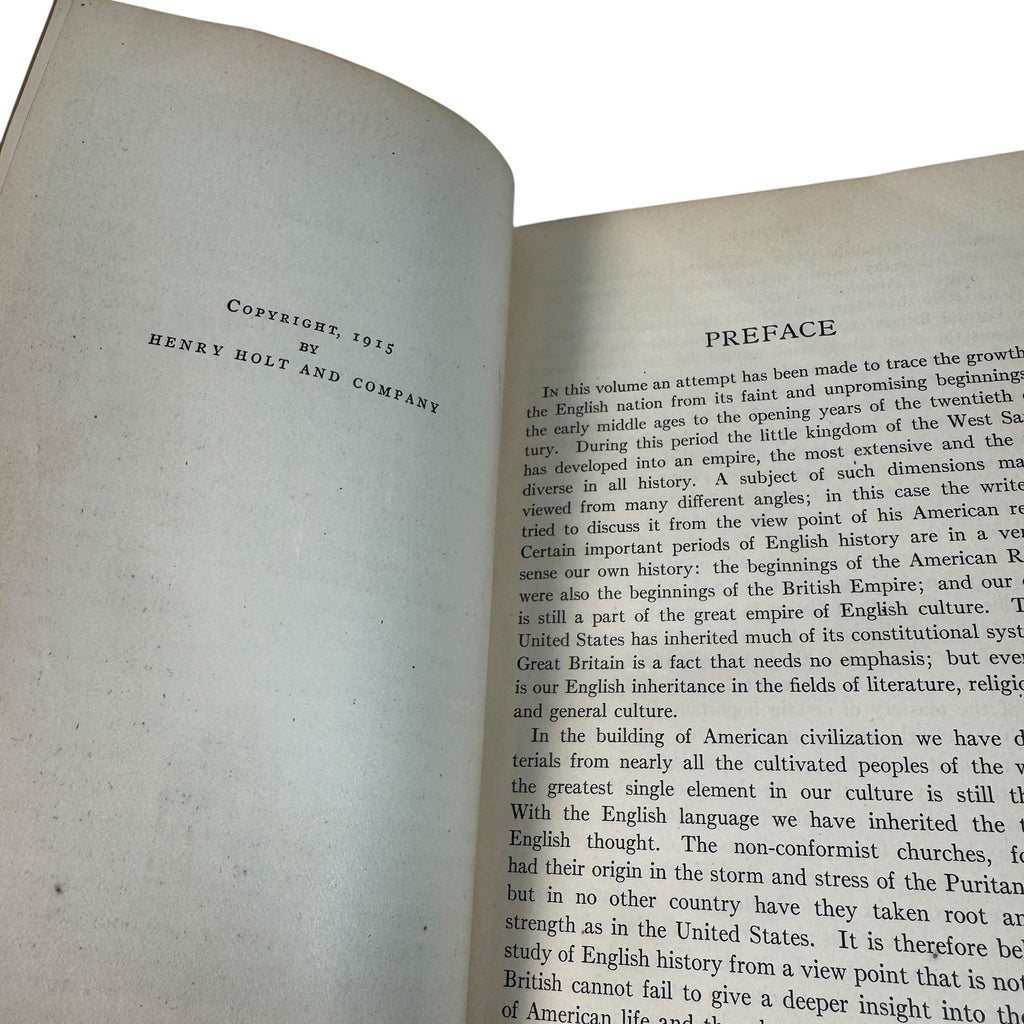 COPYRIGHT, 1915
BY
HENRY HOLT AND COMPANY
PREFACE
IN this volume an attempt has been made to trace the growth
the English nation from its faint and unpromising beginnings
the early middle ages to the opening years of the twentieth
tury. During this period the little kingdom of the West Sa
has developed into an empire, the most extensive and the
diverse in all history. A subject of such dimensions ma
viewed from many different angles; in this case the write
tried to discuss it from the view point of his American re
Certain important periods of English history are in a ver
sense our own history: the beginnings of the American R
were also the beginnings of the British Empire; and our
is still a part of the great empire of English culture. T
United States has inherited much of its constitutional syst
Great Britain is a fact that needs no emphasis; but ever
is our English inheritance in the fields of literature, religio
and general culture.
In the building of American civilization we have d
terials from nearly all the cultivated peoples of the w
the greatest single element in our culture is still th
With the English language we have inherited the t
English thought. The non-conformist churches, fo
had their origin in the storm and stress of the Puritan
but in no other country have they taken root an
strength as in the United States. It is therefore be
study of English history from a view point that is not
British cannot fail to give a deeper insight into the
of American life and